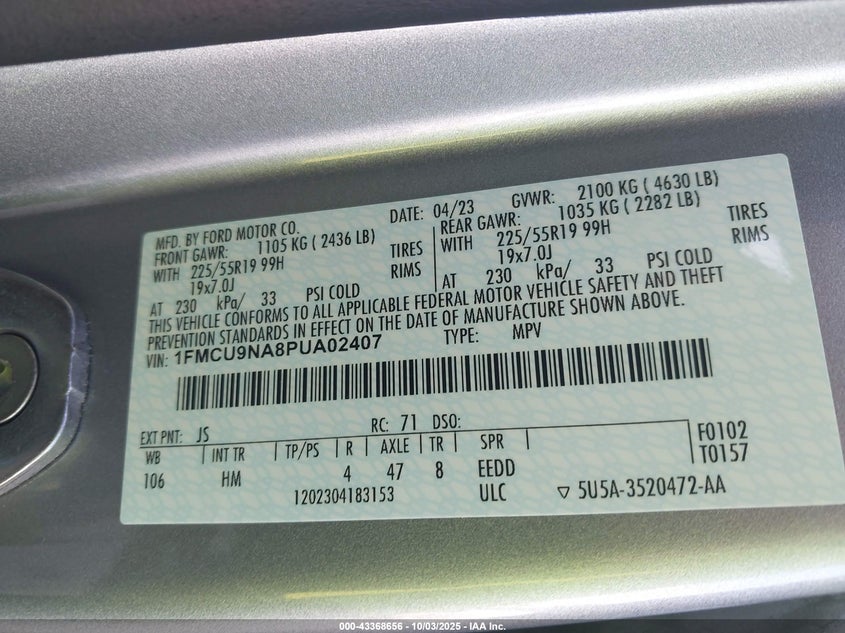 MFD. BY FORD MOTOR CO. DATE: 04/23 GVWR: 2100 KG ( 4630 LB)
FRONT GAWR: 1105 KG ( 2436 LB) REAR GAWR: 1035 KG ( 2282 LB)
WITH 225/55R19 99H TIRES WITH 225/55R19 99H TIRES
19x7.0J RIMS 19x7.0J RIMS
AT 230 kPa/ 33 PSI COLD AT 230 kPa/ 33 PSI COLD
THIS VEHICLE CONFORMS TO ALL APPLICABLE FEDERAL MOTOR VEHICLE SAFETY AND THEFT
PREVENTION STANDARDS IN EFFECT ON THE DATE OF MANUFACTURE SHOWN ABOVE.
VIN: 1FMCU9NA8PUA02407 TYPE: MPV
EXT PNT: JS RC: 71 DSO:
WB INT TR TP/PS R AXLE TR SPR F0102
106 HM 4 47 8 EEDD T0157
1202304183153 ULC ▽ 5U5A-3520472-AA
000-43368656 - 10/03/2025 - IAA Inc.